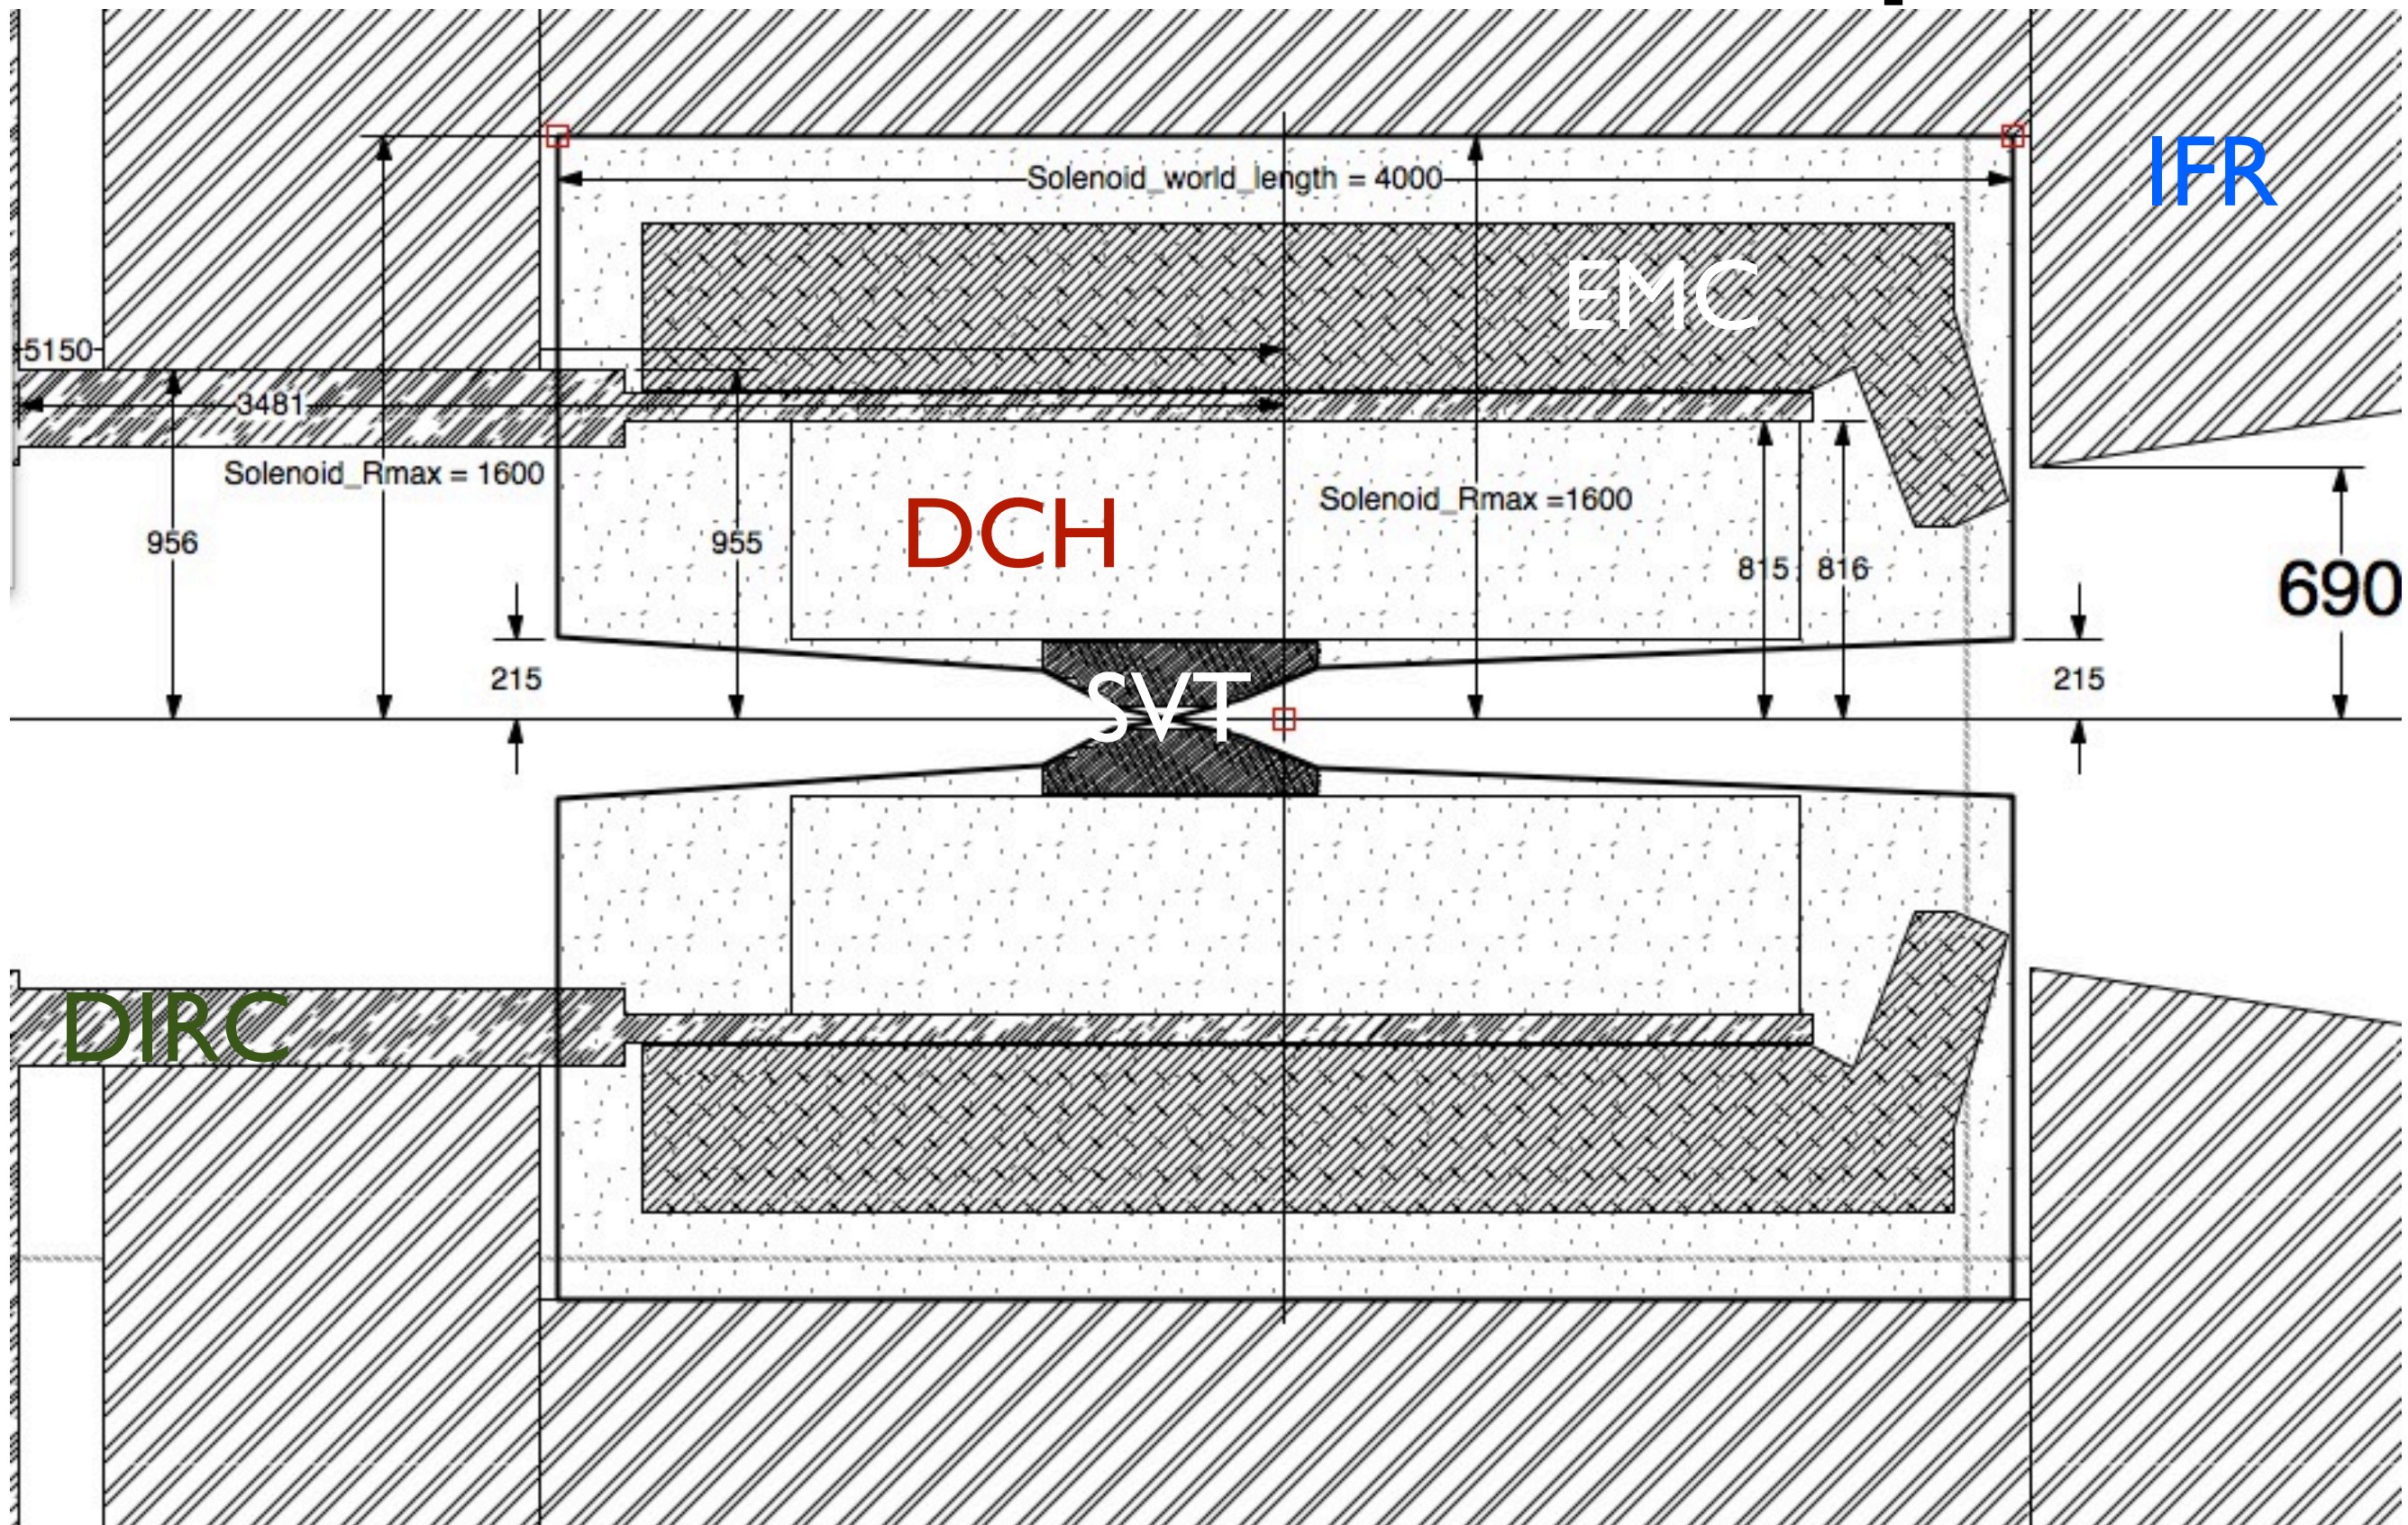 Solenoid_world_length = 4000
IFR
EMC
5150
3481
Solenoid_Rmax = 1600
Solenoid_Rmax =1600
DCH
956
955
815
816
690
215
215
SVT
DIRC